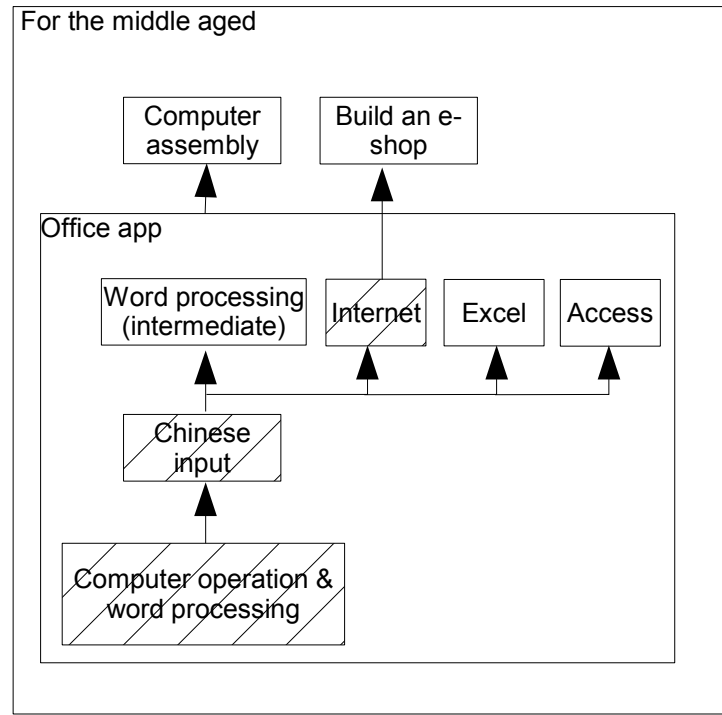 For the middle aged
Computer
assembly
Build an e-
shop
Office app
Word processing
(intermediate)
Internet
Excel
Access
Chinese
input
Computer operation &
word processing